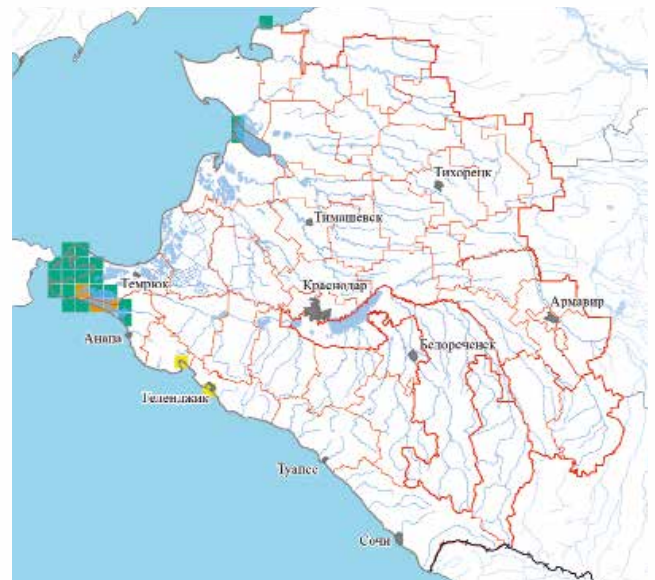 Тихорецк
Тимашевск
Темрюк
Краснодар
Армавир
Анапа
Белореченск
Геленджик
Туапсе
Сочи